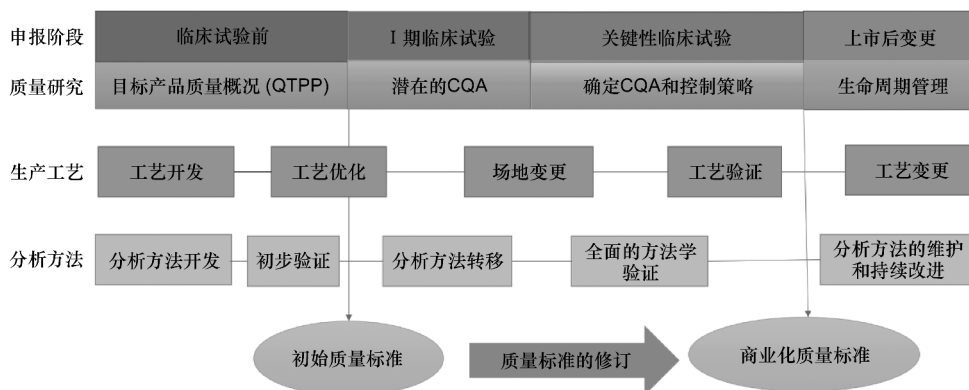 申报阶段 临床试验前 Ⅰ期临床试验 关键性临床试验 上市后变更
质量研究 目标产品质量概况 (QTPP) 潜在的CQA 确定CQA和控制策略 生命周期管理
生产工艺 工艺开发 工艺优化 场地变更 工艺验证 工艺变更
分析方法 分析方法开发 初步验证 分析方法转移 全面的方法学
验证 分析方法的维护
和持续改进
初始质量标准 质量标准的修订 商业化质量标准